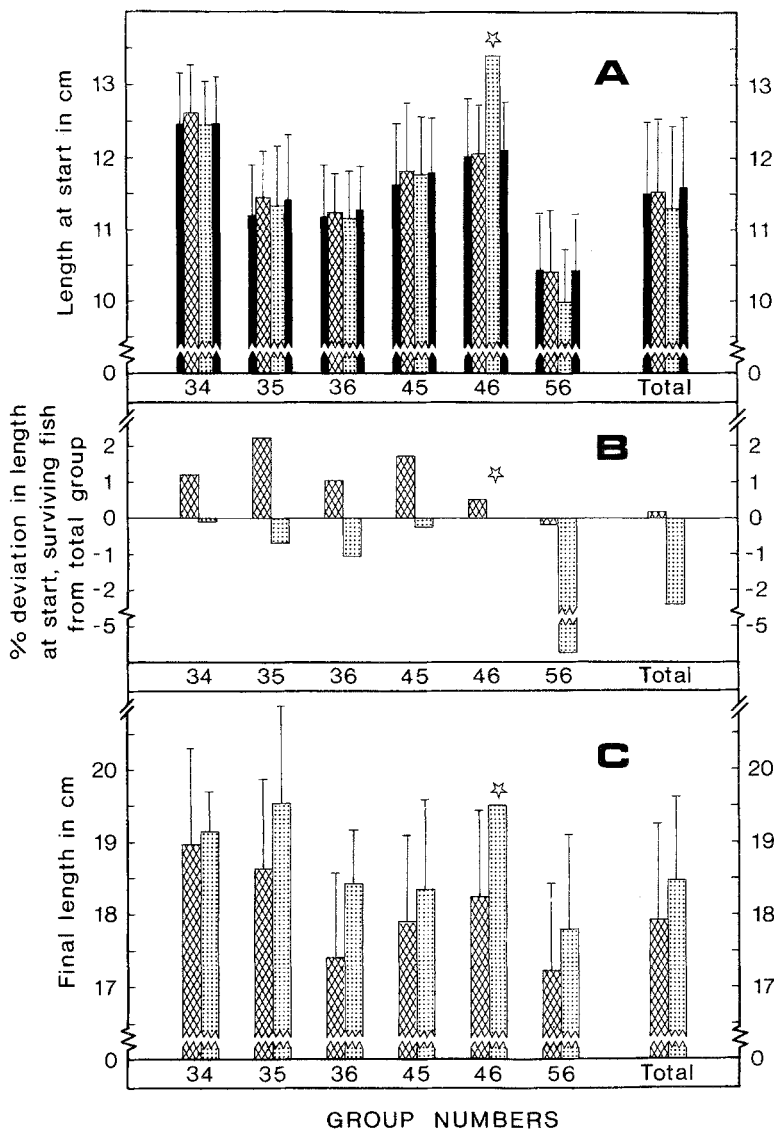 A
Length at start in cm
13
12
11
10
0
13
12
11
10
0
34 35 36 45 46 56 Total
B
% deviation in length
at start, surviving fish
from total group
2
1
0
-1
-2
-5
2
1
0
-1
-2
-5
34 35 36 45 46 56 Total
C
Final length in cm
20
19
18
17
0
20
19
18
17
0
34 35 36 45 46 56 Total
GROUP NUMBERS